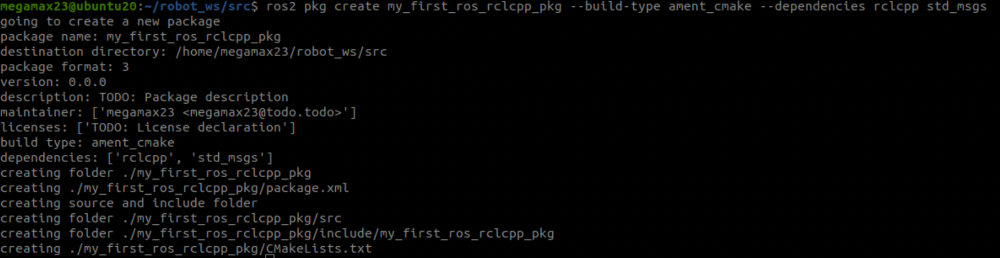 megamax23@ubuntu20:~/robot_ws/src$ ros2 pkg create my_first_ros_rclcpp_pkg --build-type ament_cmake --dependencies rclcpp std_msgs
going to create a new package
package name: my_first_ros_rclcpp_pkg
destination directory: /home/megamax23/robot_ws/src
package format: 3
version: 0.0.0
description: TODO: Package description
maintainer: ['megamax23 <megamax23@todo.todo>']
licenses: ['TODO: License declaration']
build type: ament_cmake
dependencies: ['rclcpp', 'std_msgs']
creating folder ./my_first_ros_rclcpp_pkg
creating ./my_first_ros_rclcpp_pkg/package.xml
creating source and include folder
creating folder ./my_first_ros_rclcpp_pkg/src
creating folder ./my_first_ros_rclcpp_pkg/include/my_first_ros_rclcpp_pkg
creating ./my_first_ros_rclcpp_pkg/CMakeLists.txt